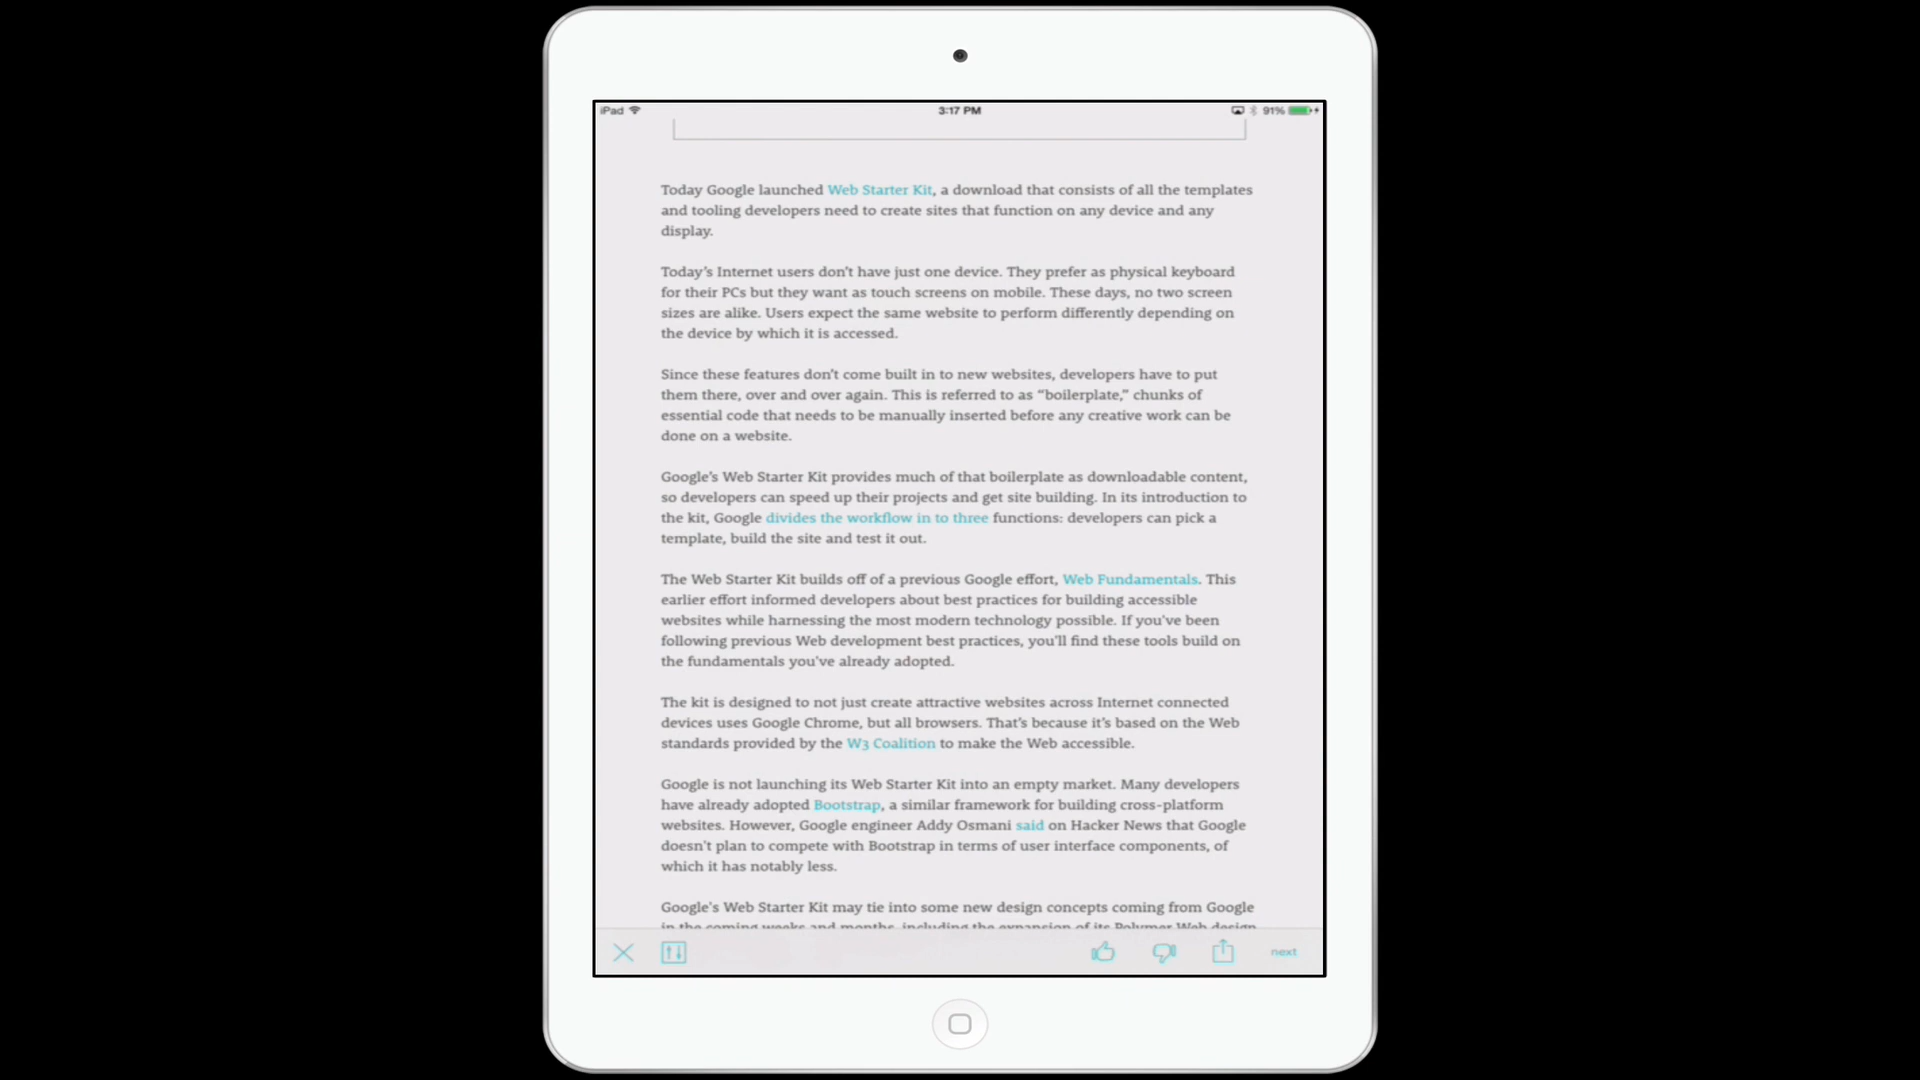 iPad 3:17 PM 91%
Today Google launched Web Starter Kit, a download that consists of all the templates
and tooling developers need to create sites that function on any device and any
display.
Today's Internet users don't have just one device. They prefer as physical keyboard
for their PCs but they want as touch screens on mobile. These days, no two screen
sizes are alike. Users expect the same website to perform differently depending on
the device by which it is accessed.
Since these features don't come built in to new websites, developers have to put
them there, over and over again. This is referred to as “boilerplate,” chunks of
essential code that needs to be manually inserted before any creative work can be
done on a website.
Google's Web Starter Kit provides much of that boilerplate as downloadable content,
so developers can speed up their projects and get site building. In its introduction to
the kit, Google divides the workflow in to three functions: developers can pick a
template, build the site and test it out.
The Web Starter Kit builds off of a previous Google effort, Web Fundamentals. This
earlier effort informed developers about best practices for building accessible
websites while harnessing the most modern technology possible. If you've been
following previous Web development best practices, you'll find these tools build on
the fundamentals you've already adopted.
The kit is designed to not just create attractive websites across Internet connected
devices uses Google Chrome, but all browsers. That's because it's based on the Web
standards provided by the W3 Coalition to make the Web accessible.
Google is not launching its Web Starter Kit into an empty market. Many developers
have already adopted Bootstrap, a similar framework for building cross-platform
websites. However, Google engineer Addy Osmani said on Hacker News that Google
doesn't plan to compete with Bootstrap in terms of user interface components, of
which it has notably less.
Google's Web Starter Kit may tie into some new design concepts coming from Google
in the coming weeks and months, including the expansion of its Polymer Web design
next